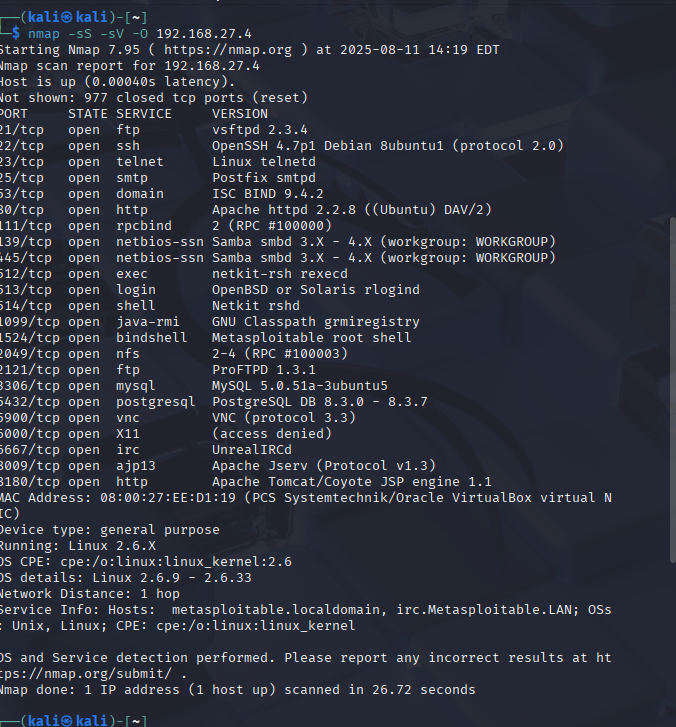 (kali㉿kali)-[~]
$ nmap -sS -sV -O 192.168.27.4
Starting Nmap 7.95 ( https://nmap.org ) at 2025-08-11 14:19 EDT
Nmap scan report for 192.168.27.4
Host is up (0.00040s latency).
Not shown: 977 closed tcp ports (reset)
PORT     STATE SERVICE     VERSION
21/tcp   open  ftp         vsftpd 2.3.4
22/tcp   open  ssh         OpenSSH 4.7p1 Debian 8ubuntu1 (protocol 2.0)
23/tcp   open  telnet      Linux telnetd
25/tcp   open  smtp        Postfix smtpd
53/tcp   open  domain      ISC BIND 9.4.2
80/tcp   open  http        Apache httpd 2.2.8 ((Ubuntu) DAV/2)
111/tcp  open  rpcbind     2 (RPC #100000)
139/tcp  open  netbios-ssn Samba smbd 3.X - 4.X (workgroup: WORKGROUP)
445/tcp  open  netbios-ssn Samba smbd 3.X - 4.X (workgroup: WORKGROUP)
512/tcp  open  exec        netkit-rsh rexecd
513/tcp  open  login       OpenBSD or Solaris rlogind
514/tcp  open  shell       Netkit rshd
1099/tcp open  java-rmi    GNU Classpath grmiregistry
1524/tcp open  bindshell   Metasploitable root shell
2049/tcp open  nfs         2-4 (RPC #100003)
2121/tcp open  ftp         ProFTPD 1.3.1
3306/tcp open  mysql       MySQL 5.0.51a-3ubuntu5
5432/tcp open  postgresql  PostgreSQL DB 8.3.0 - 8.3.7
5900/tcp open  vnc         VNC (protocol 3.3)
6000/tcp open  X11         (access denied)
6667/tcp open  irc         UnrealIRCd
8009/tcp open  ajp13       Apache Jserv (Protocol v1.3)
8180/tcp open  http        Apache Tomcat/Coyote JSP engine 1.1
MAC Address: 08:00:27:EE:D1:19 (PCS Systemtechnik/Oracle VirtualBox virtual N
IC)
Device type: general purpose
Running: Linux 2.6.X
OS CPE: cpe:/o:linux:linux_kernel:2.6
OS details: Linux 2.6.9 - 2.6.33
Network Distance: 1 hop
Service Info: Hosts:  metasploitable.localdomain, irc.Metasploitable.LAN; OSs
: Unix, Linux; CPE: cpe:/o:linux:linux_kernel

OS and Service detection performed. Please report any incorrect results at ht
tps://nmap.org/submit/ .
Nmap done: 1 IP address (1 host up) scanned in 26.72 seconds

(kali㉿kali)-[~]